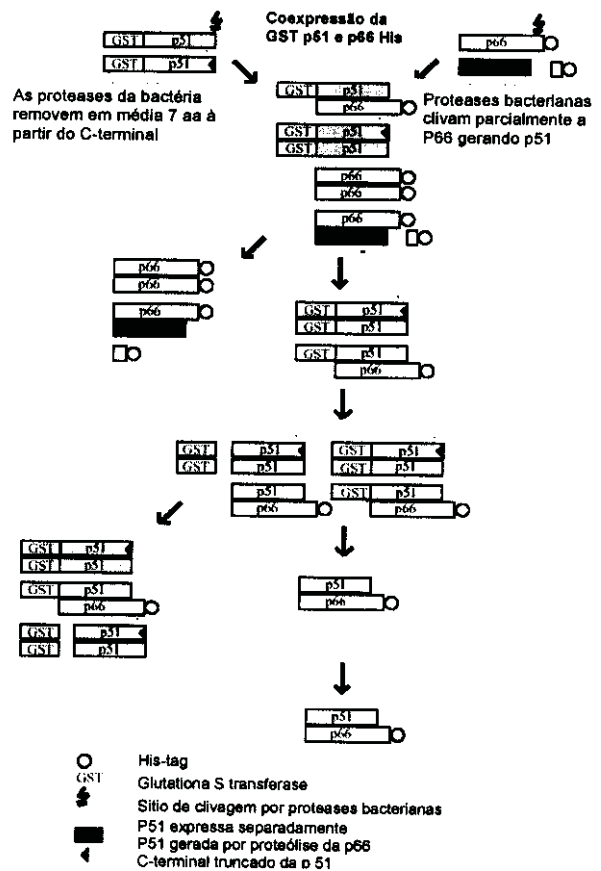 Coexpressão da
GST p51 e p66 His
GST p51
GST p51
p66
As proteases da bactéria
removem em média 7 aa à
partir do C-terminal
GST p51
p66
GST p51
GST p51
p66
p66
p66
Proteases bacterianas
clivam parcialmente a
P66 gerando p51
p66
p66
p66
GST p51
GST p51
GST p51
p66
GST p51 GST p51
GST p51 GST p51
p51 GST p51
p66 p66
GST p51
GST p51
GST p51
p66
GST p51
GST p51
p51
p66
p51
p66
His-tag
GST Glutationa S transferase
Sitio de clivagem por proteases bacterianas
P51 expressa separadamente
P51 gerada por proteólise da p66
C-terminal truncado da p 51